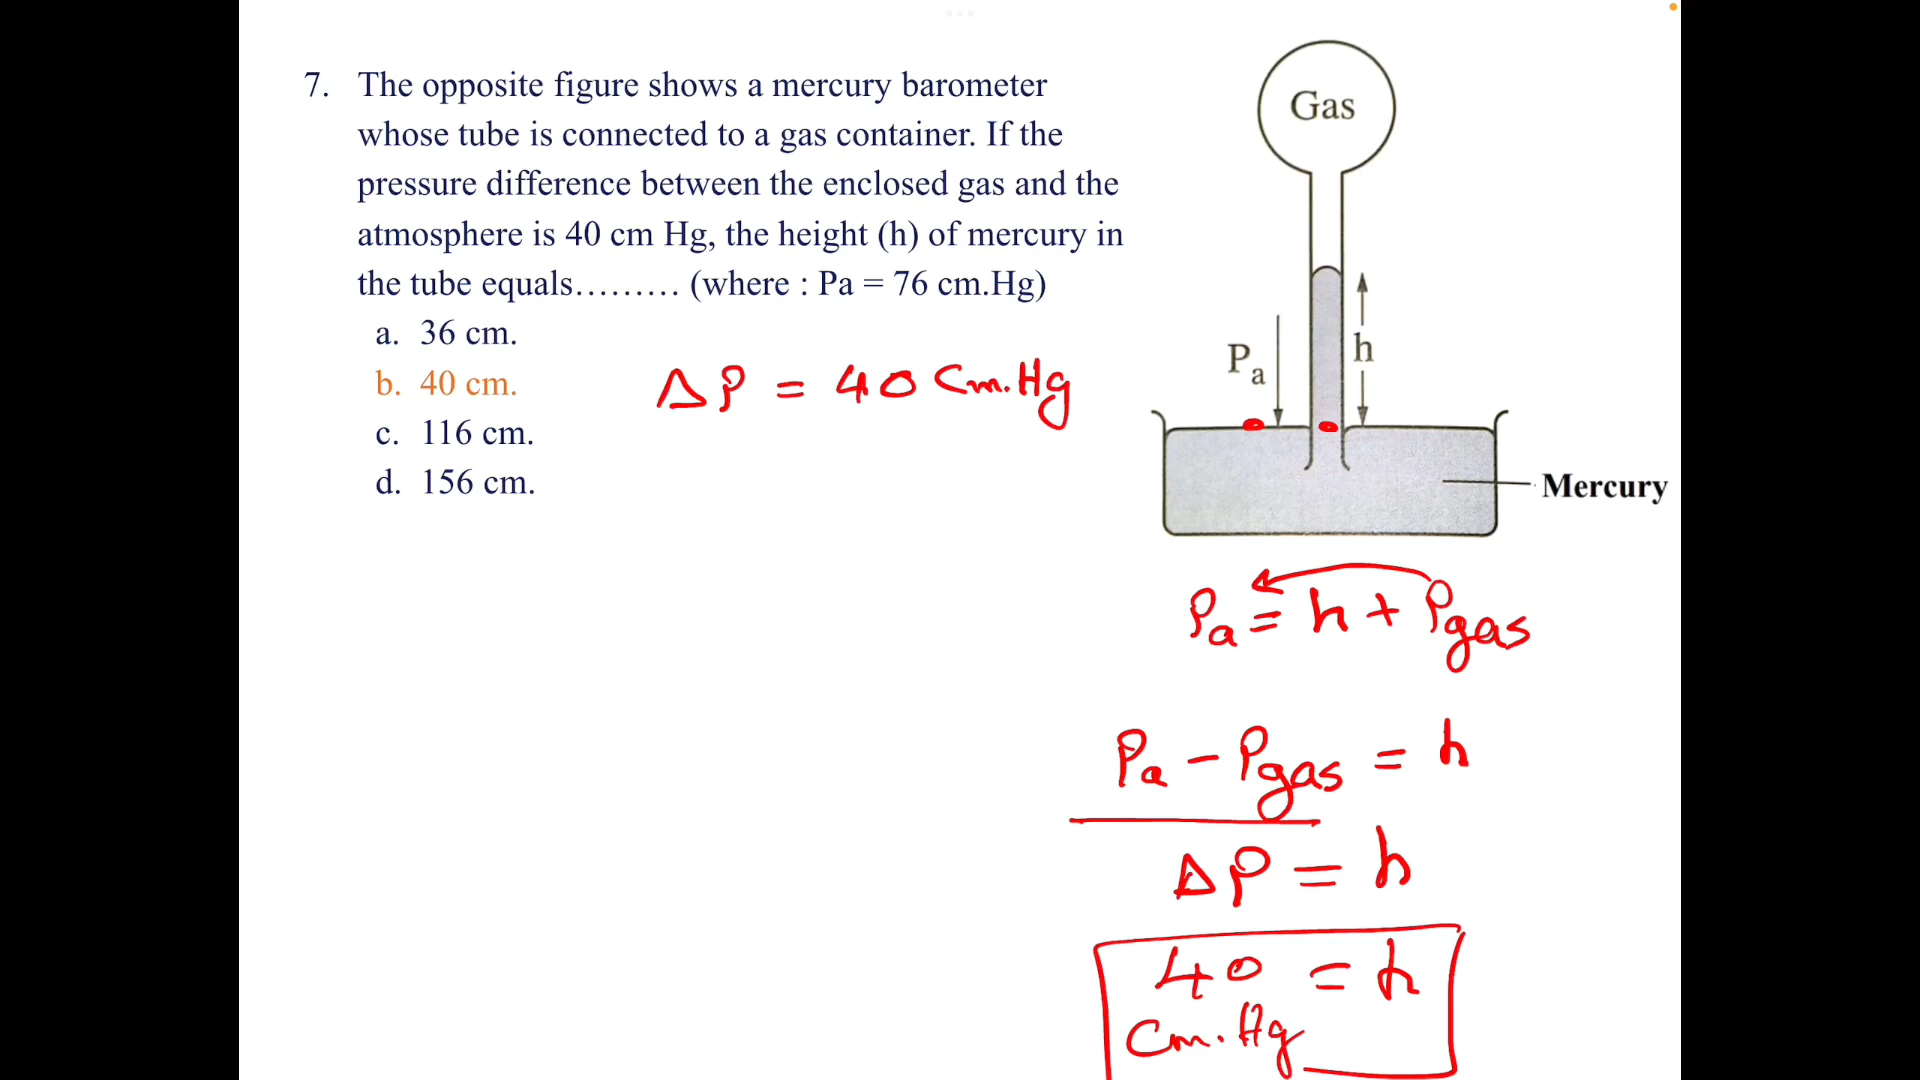 7. The opposite figure shows a mercury barometer
whose tube is connected to a gas container. If the
pressure difference between the enclosed gas and the
atmosphere is 40 cm Hg, the height (h) of mercury in
the tube equals……… (where : Pa = 76 cm.Hg)
a. 36 cm.
b. 40 cm.
c. 116 cm.
d. 156 cm.
ΔP = 40 Cm.Hg
Gas
Pa
h
Mercury
Pa = h + Pgas
Pa - Pgas = h
ΔP = h
40 = h
Cm.Hg